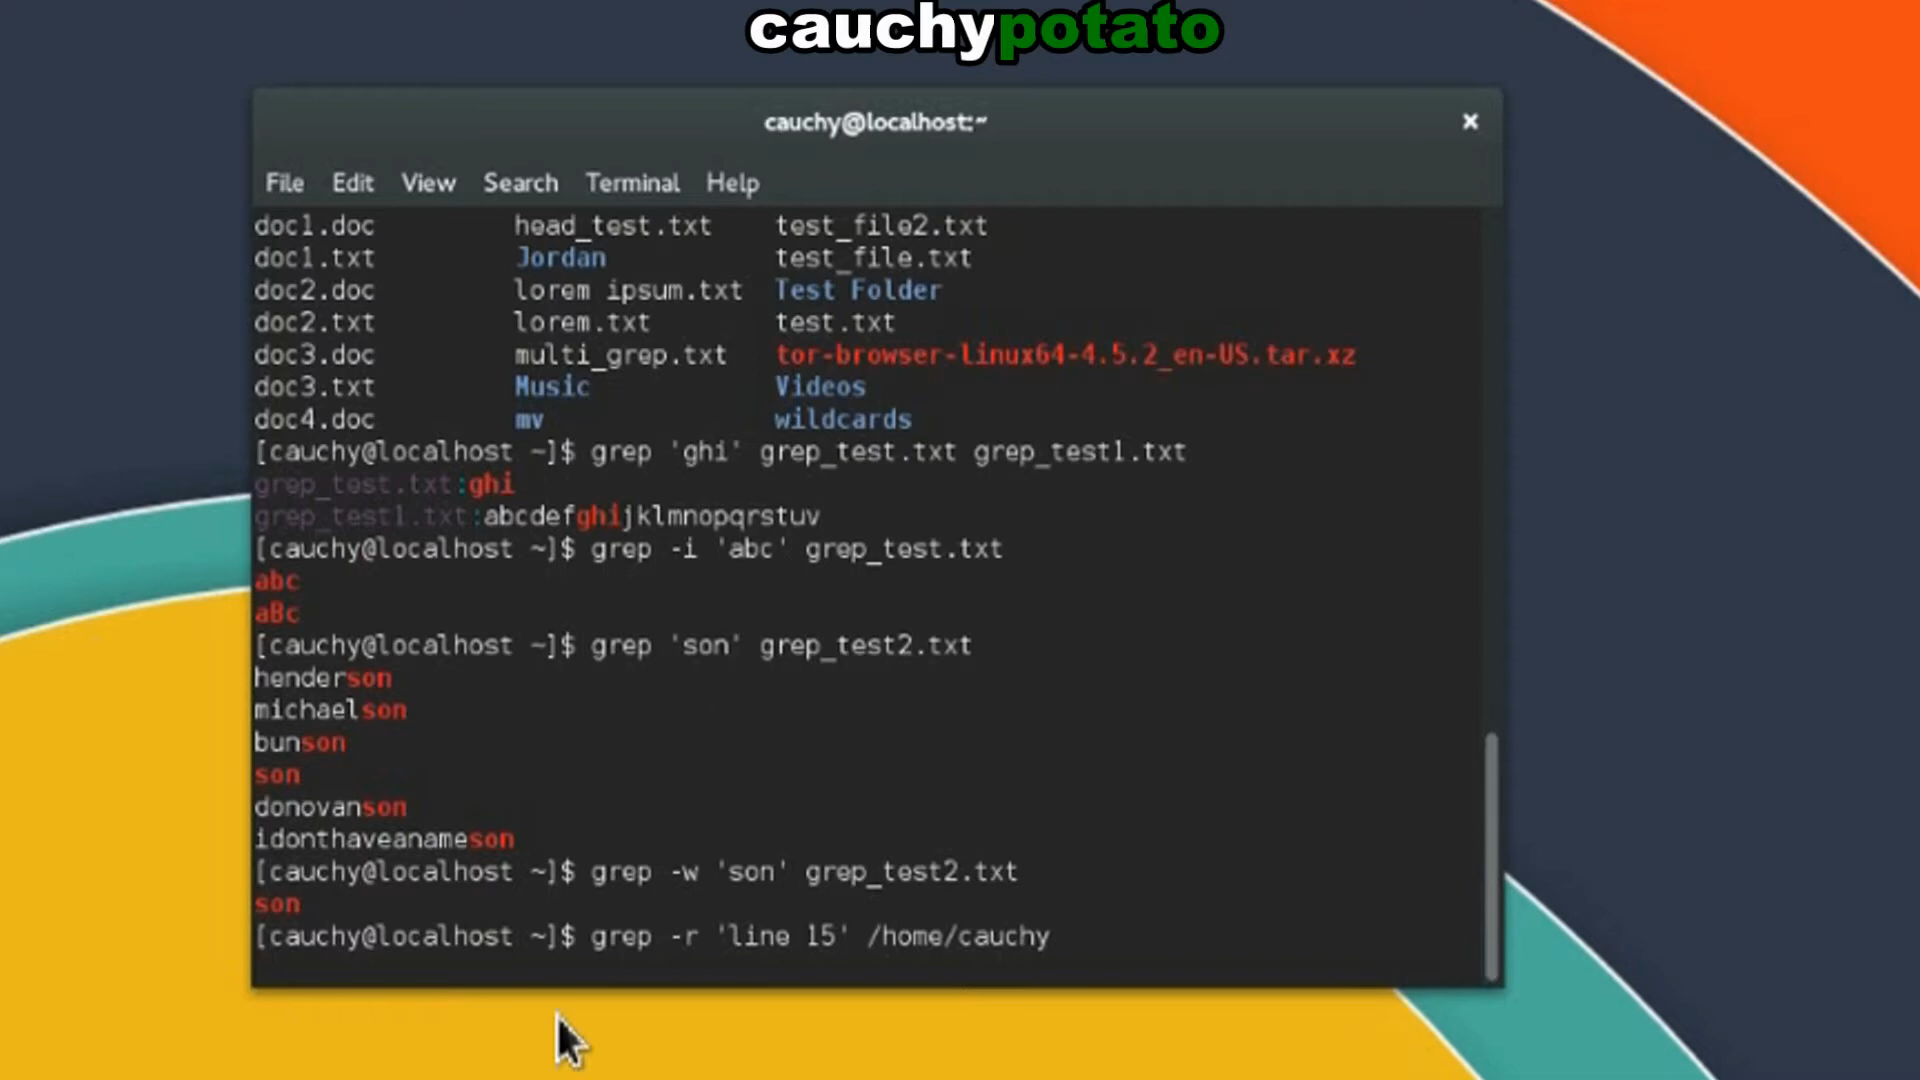 cauchypotato
cauchy@localhost:~
×
File Edit View Search Terminal Help
doc1.doc head_test.txt test_file2.txt
doc1.txt Jordan test_file.txt
doc2.doc lorem ipsum.txt Test Folder
doc2.txt lorem.txt test.txt
doc3.doc multi_grep.txt tor-browser-linux64-4.5.2_en-US.tar.xz
doc3.txt Music Videos
doc4.doc mv wildcards
[cauchy@localhost ~]$ grep 'ghi' grep_test.txt grep_test1.txt
grep_test.txt:ghi
grep_test1.txt:abcdefghijklmnopqrstuv
[cauchy@localhost ~]$ grep -i 'abc' grep_test.txt
abc
aBc
[cauchy@localhost ~]$ grep 'son' grep_test2.txt
henderson
michaelson
bunson
son
donovanson
idonthaveanameson
[cauchy@localhost ~]$ grep -w 'son' grep_test2.txt
son
[cauchy@localhost ~]$ grep -r 'line 15' /home/cauchy